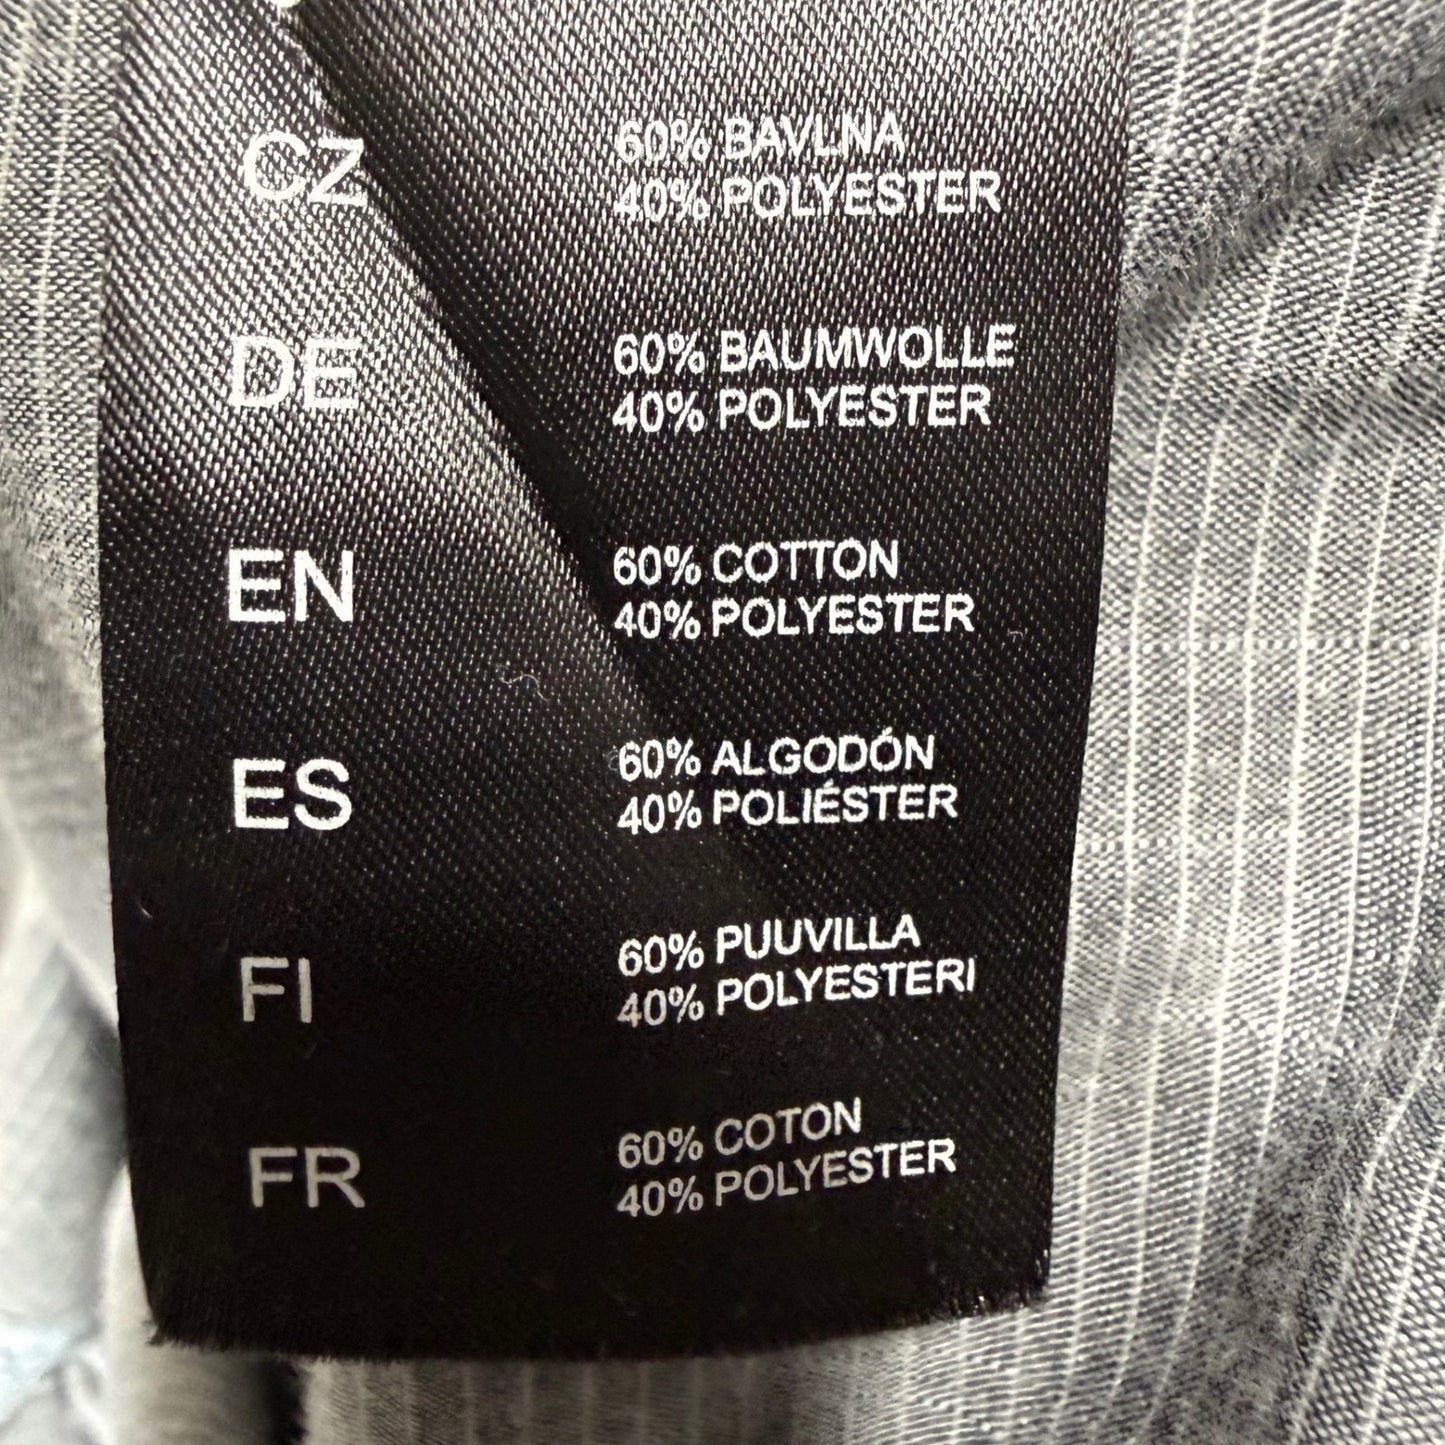 CZ 60% BAVLNA
40% POLYESTER
DE 60% BAUMWOLLE
40% POLYESTER
EN 60% COTTON
40% POLYESTER
ES 60% ALGODÓN
40% POLIÉSTER
FI 60% PUUVILLA
40% POLYESTERI
FR 60% COTON
40% POLYESTER